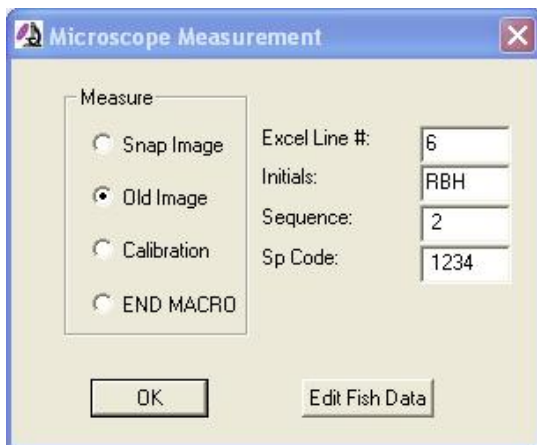 Microscope Measurement
Measure
Snap Image
Old Image
Calibration
END MACRO
Excel Line #: 6
Initials: RBH
Sequence: 2
Sp Code: 1234
OK
Edit Fish Data